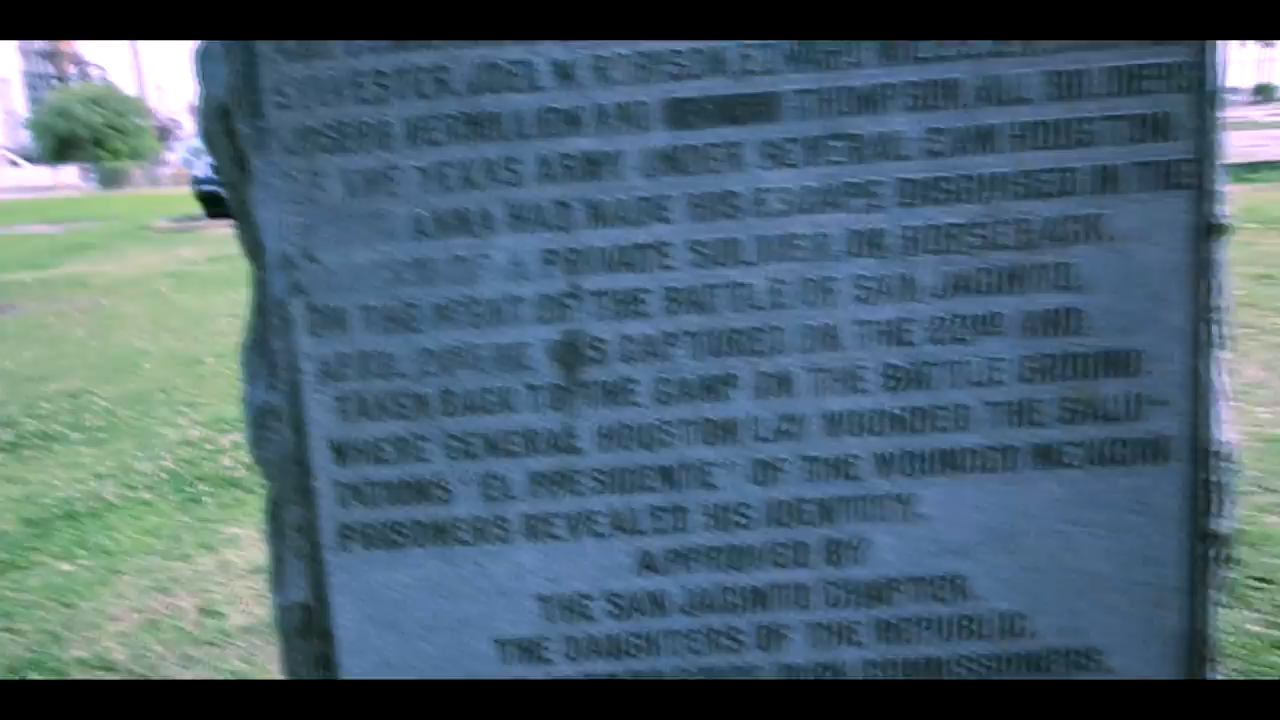 SYLVESTER, JOEL W. ROBISON, EDWARD
JOSEPH VERMILLION AND THOMPSON, ALL SOLDIERS
THE TEXAS ARMY UNDER GENERAL SAM HOUSTON.
ANNA HAD MADE HIS ESCAPE DISGUISED IN THE
OF A PRIVATE SOLDIER ON HORSEBACK.
ON THE NIGHT OF THE BATTLE OF SAN JACINTO,
APRIL CAPTURED ON THE 22ND AND
TAKEN BACK TO THE CAMP ON THE BATTLE GROUND,
WHERE GENERAL HOUSTON LAY WOUNDED THE SALU-
TATIONS "EL PRESIDENTE" OF THE WOUNDED MEXICAN
PRISONERS REVEALED HIS IDENTITY.
APPROVED BY
THE SAN JACINTO CHAPTER,
THE DAUGHTERS OF THE REPUBLIC,
PARK COMMISSIONERS.